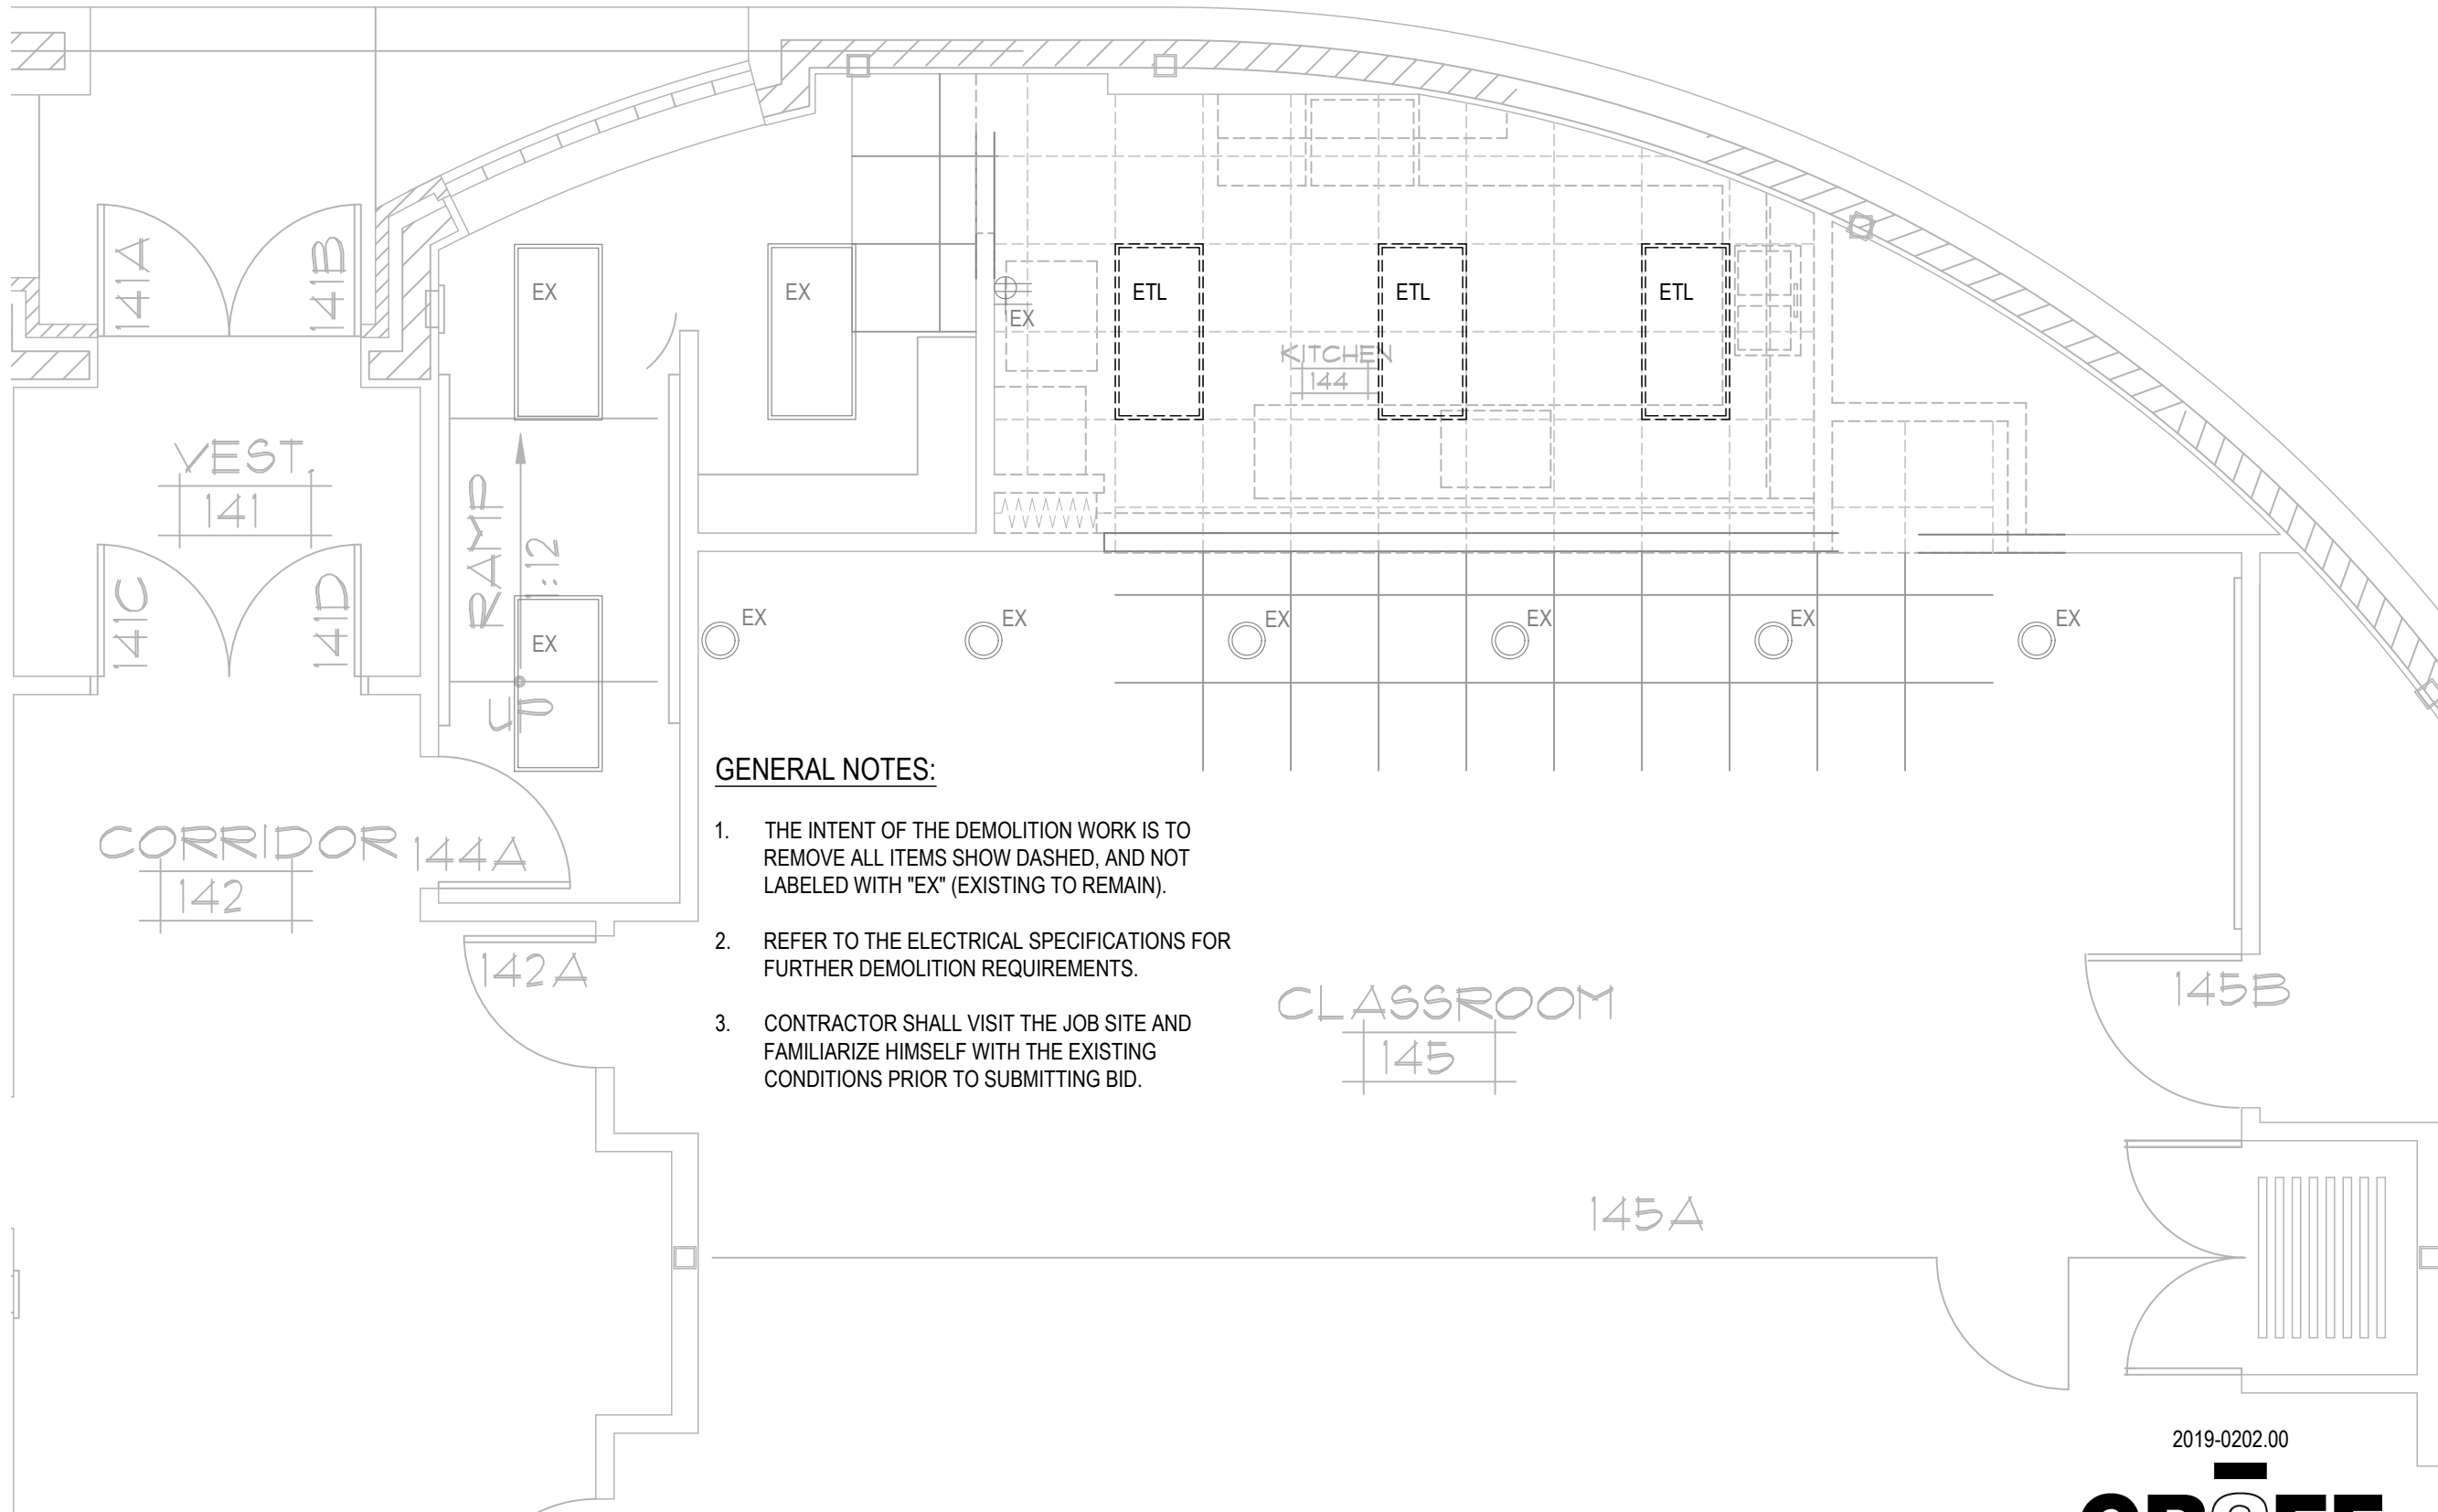 141A
141B
EX
EX
EX
ETL
ETL
ETL
KITCHEN
144
VEST.
141
RAMP
1:12
141C
141D
EX
EX
EX
EX
EX
EX
EX
GENERAL NOTES:
1. THE INTENT OF THE DEMOLITION WORK IS TO
REMOVE ALL ITEMS SHOW DASHED, AND NOT
LABELED WITH "EX" (EXISTING TO REMAIN).
CORRIDOR
142
144A
2. REFER TO THE ELECTRICAL SPECIFICATIONS FOR
FURTHER DEMOLITION REQUIREMENTS.
142A
3. CONTRACTOR SHALL VISIT THE JOB SITE AND
FAMILIARIZE HIMSELF WITH THE EXISTING
CONDITIONS PRIOR TO SUBMITTING BID.
CLASSROOM
145
145B
145A
2019-0202.00